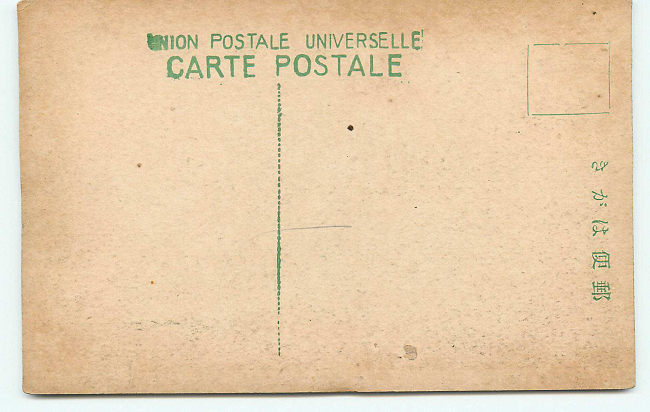 UNION POSTALE UNIVERSELLE
CARTE POSTALE
郵便はがき